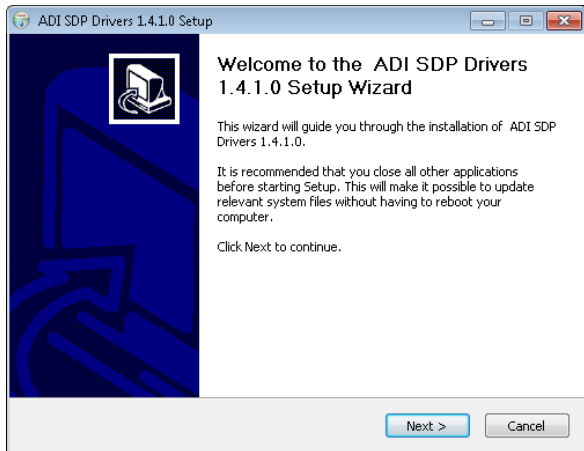 ADI SDP Drivers 1.4.1.0 Setup
Welcome to the ADI SDP Drivers
1.4.1.0 Setup Wizard
This wizard will guide you through the installation of ADI SDP
Drivers 1.4.1.0.
It is recommended that you close all other applications
before starting Setup. This will make it possible to update
relevant system files without having to reboot your
computer.
Click Next to continue.
Next >
Cancel